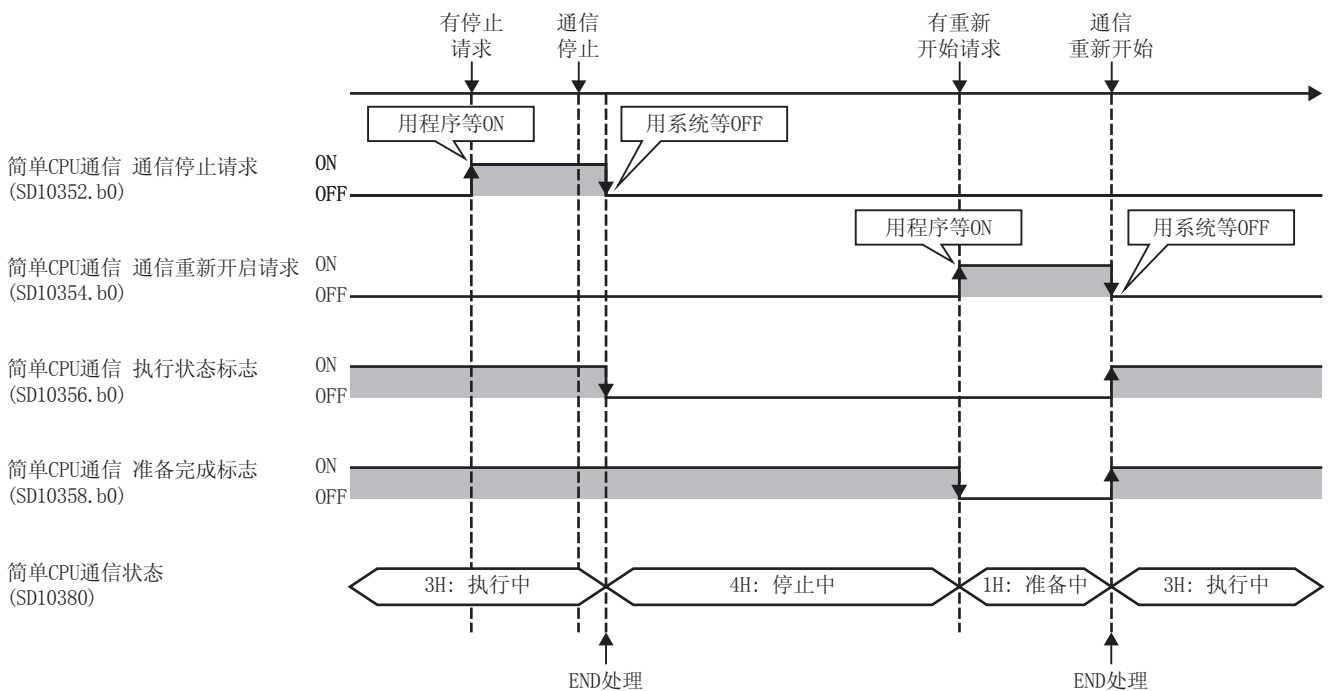 有停止
请求
通信
停止
有重新
开始请求
通信
重新开始
用程序等ON
用系统等OFF
简单CPU通信 通信停止请求
(SD10352.b0)
ON
OFF
用程序等ON
用系统等OFF
简单CPU通信 通信重新开启请求
(SD10354.b0)
ON
OFF
简单CPU通信 执行状态标志
(SD10356.b0)
ON
OFF
简单CPU通信 准备完成标志
(SD10358.b0)
ON
OFF
简单CPU通信状态
(SD10380)
3H: 执行中
4H: 停止中
1H: 准备中
3H: 执行中
END处理
END处理